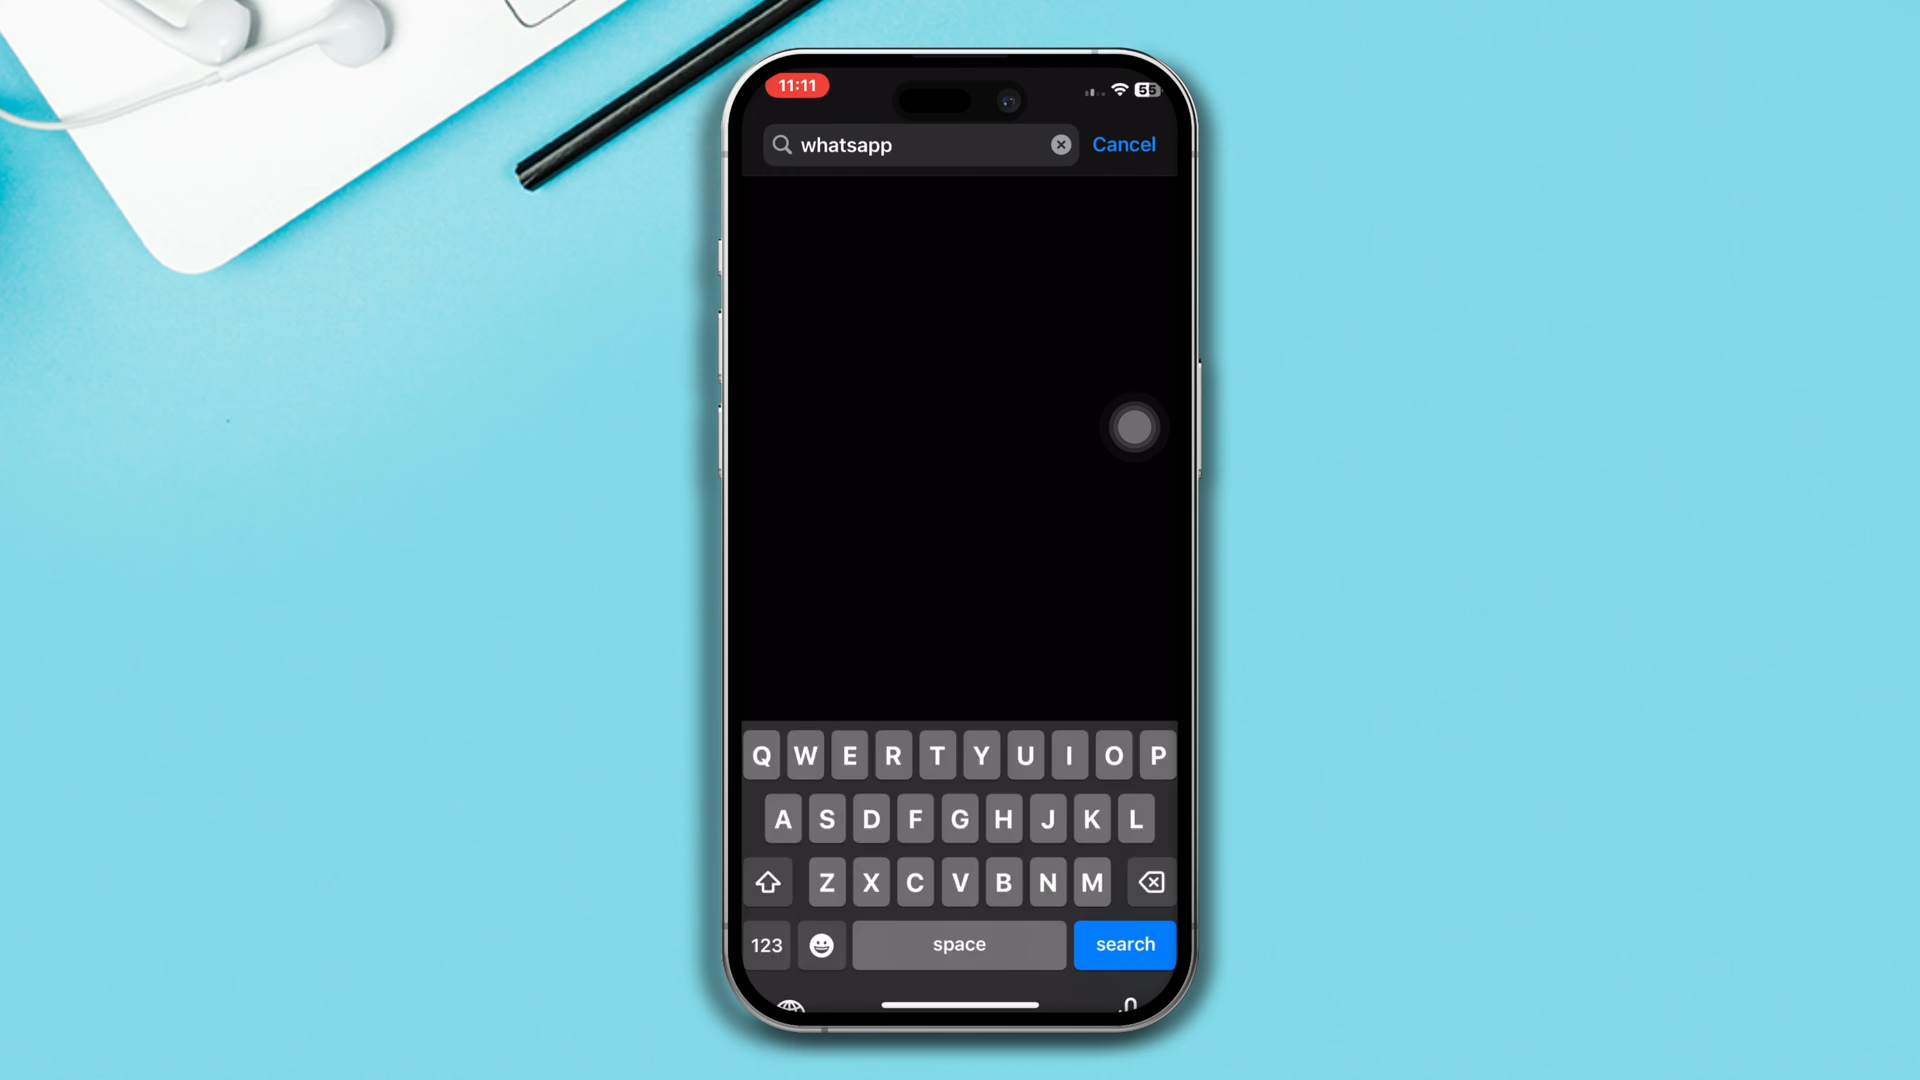 11:11
55
whatsapp
Cancel
Q W E R T Y U I O P
A S D F G H J K L
Z X C V B N M
123
space
search